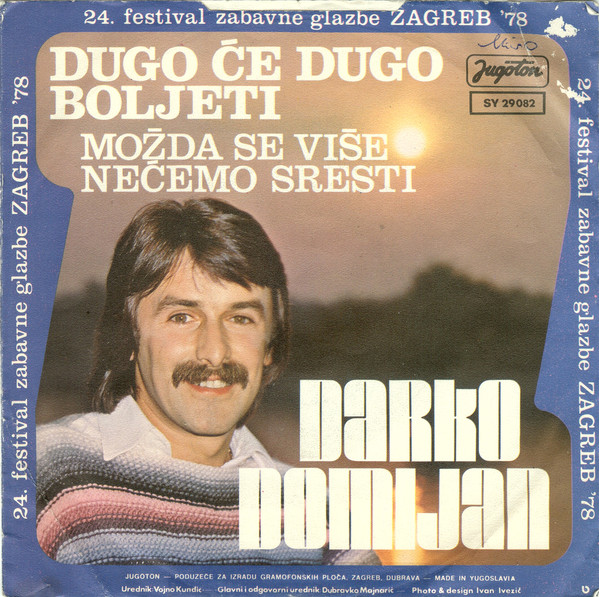 24. festival zabavne glazbe ZAGREB '78
DUGO ĆE DUGO
BOLJETI
MOŽDA SE VIŠE
NEĆEMO SRESTI
Jugoton
SY 29082
24. festival zabavne glazbe ZAGREB '78
24. festival zabavne glazbe ZAGREB '78
DARKO
DOMIJAN
JUGOTON — PODUZEĆE ZA IZRADU GRAMOFONSKIH PLOČA, ZAGREB, DUBRAVA — MADE IN YUGOSLAVIA
Urednik Vojno Kundić — Glavni i odgovorni urednik Dubravko Majnarić — Photo & design Ivan Ivezić